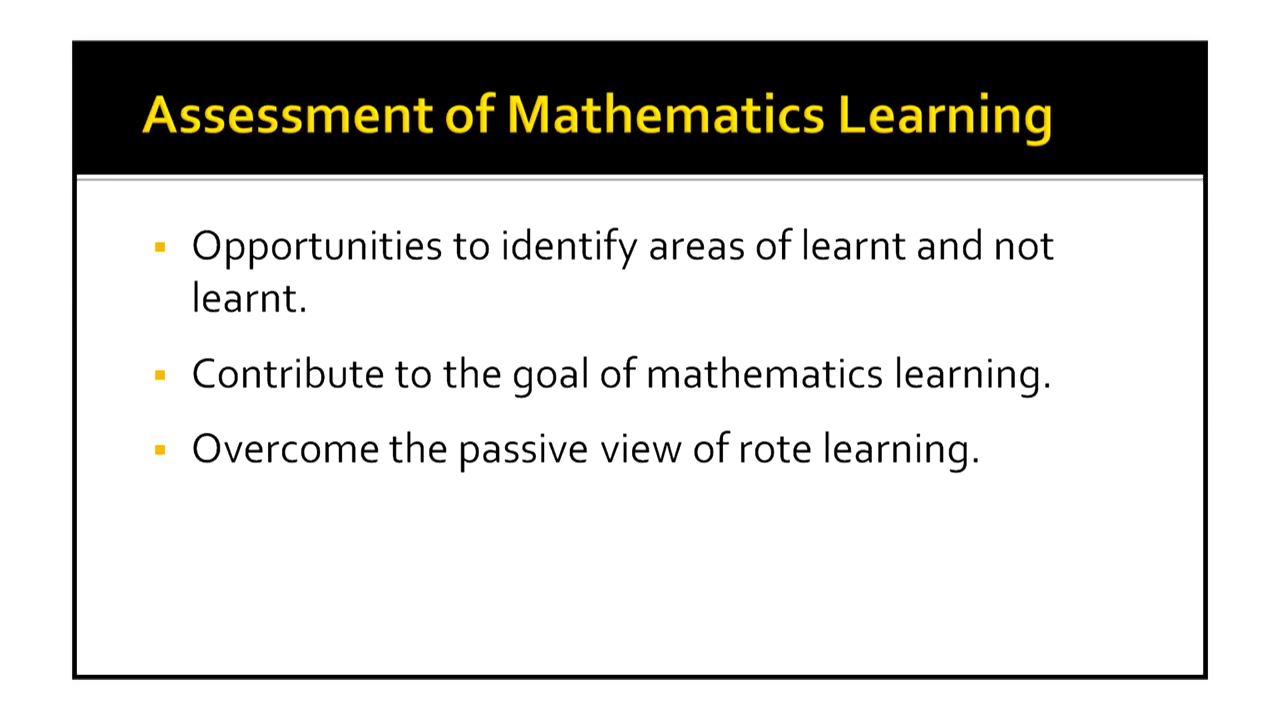 Assessment of Mathematics Learning
Opportunities to identify areas of learnt and not
learnt.
Contribute to the goal of mathematics learning.
Overcome the passive view of rote learning.